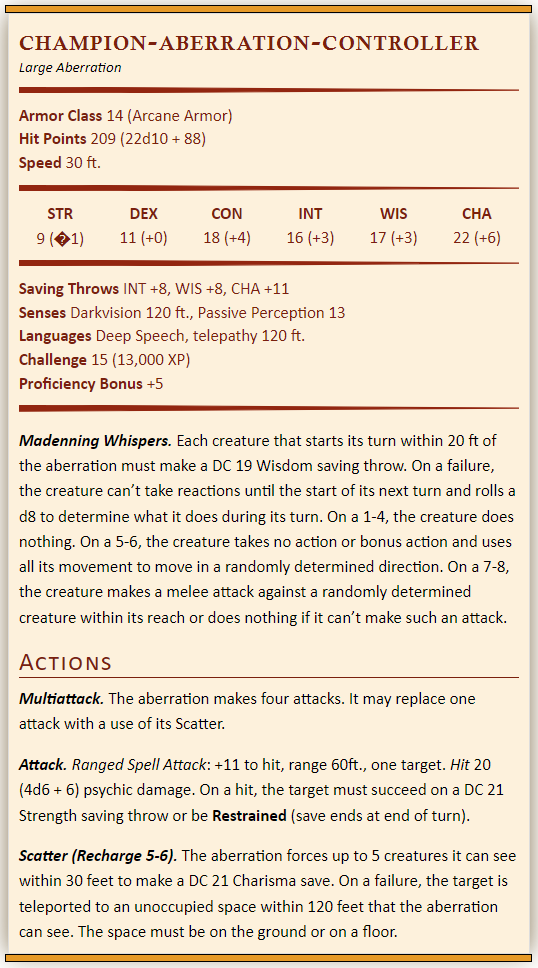 CHAMPION-ABERRATION-CONTROLLER
Large Aberration
Armor Class 14 (Arcane Armor)
Hit Points 209 (22d10 + 88)
Speed 30 ft.
STR DEX CON INT WIS CHA
9 (�1) 11 (+0) 18 (+4) 16 (+3) 17 (+3) 22 (+6)
Saving Throws INT +8, WIS +8, CHA +11
Senses Darkvision 120 ft., Passive Perception 13
Languages Deep Speech, telepathy 120 ft.
Challenge 15 (13,000 XP)
Proficiency Bonus +5
Madenning Whispers. Each creature that starts its turn within 20 ft of
the aberration must make a DC 19 Wisdom saving throw. On a failure,
the creature can’t take reactions until the start of its next turn and rolls a
d8 to determine what it does during its turn. On a 1-4, the creature does
nothing. On a 5-6, the creature takes no action or bonus action and uses
all its movement to move in a randomly determined direction. On a 7-8,
the creature makes a melee attack against a randomly determined
creature within its reach or does nothing if it can’t make such an attack.
ACTIONS
Multiattack. The aberration makes four attacks. It may replace one
attack with a use of its Scatter.
Attack. Ranged Spell Attack: +11 to hit, range 60ft., one target. Hit 20
(4d6 + 6) psychic damage. On a hit, the target must succeed on a DC 21
Strength saving throw or be Restrained (save ends at end of turn).
Scatter (Recharge 5-6). The aberration forces up to 5 creatures it can see
within 30 feet to make a DC 21 Charisma save. On a failure, the target is
teleported to an unoccupied space within 120 feet that the aberration
can see. The space must be on the ground or on a floor.